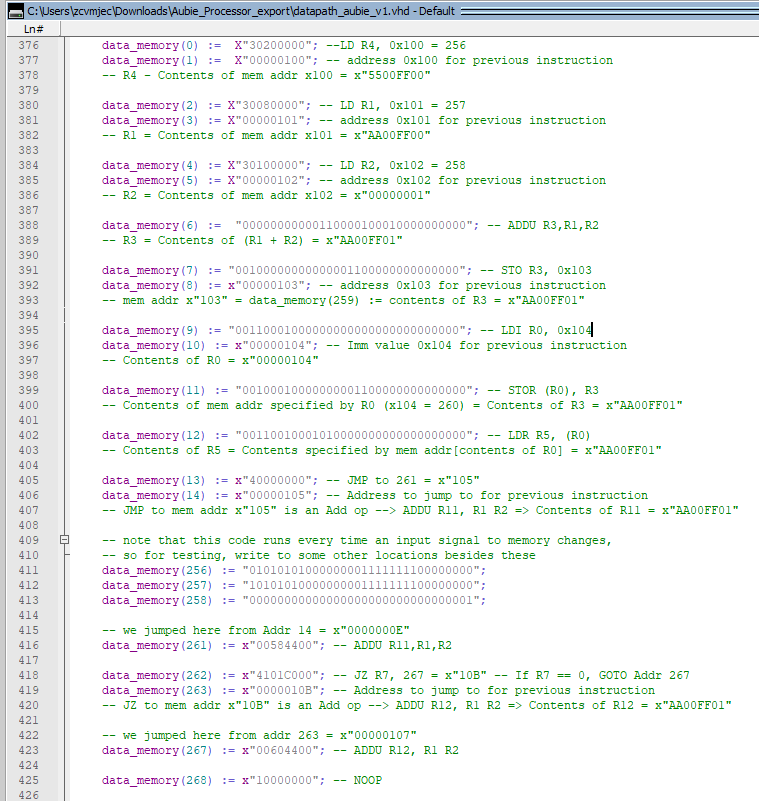 C:\Users\zcvmjec\Downloads\Aubie_Processor_export\datapath_aubie_v1.vhd - Default
Ln#
376 data_memory(0) := X"30200000"; --LD R4, 0x100 = 256
377 data_memory(1) := X"00000100"; -- address 0x100 for previous instruction
378 -- R4 - Contents of mem addr x100 = x"5500FF00"
379
380 data_memory(2) := X"30080000"; -- LD R1, 0x101 = 257
381 data_memory(3) := X"00000101"; -- address 0x101 for previous instruction
382 -- R1 = Contents of mem addr x101 = x"AA00FF00"
383
384 data_memory(4) := X"30100000"; -- LD R2, 0x102 = 258
385 data_memory(5) := X"00000102"; -- address 0x102 for previous instruction
386 -- R2 = Contents of mem addr x102 = x"00000001"
387
388 data_memory(6) := "00000000000110000100010000000000"; -- ADDU R3,R1,R2
389 -- R3 = Contents of (R1 + R2) = x"AA00FF01"
390
391 data_memory(7) := "00100000000000001100000000000000"; -- STO R3, 0x103
392 data_memory(8) := x"00000103"; -- address 0x103 for previous instruction
393 -- mem addr x"103" = data_memory(259) := contents of R3 = x"AA00FF01"
394
395 data_memory(9) := "00110001000000000000000000000000"; -- LDI R0, 0x104
396 data_memory(10) := x"00000104"; -- Imm value 0x104 for previous instruction
397 -- Contents of R0 = x"00000104"
398
399 data_memory(11) := "00100010000000001100000000000000"; -- STOR (R0), R3
400 -- Contents of mem addr specified by R0 (x104 = 260) = Contents of R3 = x"AA00FF01"
401
402 data_memory(12) := "00110010001010000000000000000000"; -- LDR R5, (R0)
403 -- Contents of R5 = Contents specified by mem addr[contents of R0] = x"AA00FF01"
404
405 data_memory(13) := x"40000000"; -- JMP to 261 = x"105"
406 data_memory(14) := x"00000105"; -- Address to jump to for previous instruction
407 -- JMP to mem addr x"105" is an Add op --> ADDU R11, R1 R2 => Contents of R11 = x"AA00FF01"
408
409 -- note that this code runs every time an input signal to memory changes,
410 -- so for testing, write to some other locations besides these
411 data_memory(256) := "01010101000000001111111100000000";
412 data_memory(257) := "10101010000000001111111100000000";
413 data_memory(258) := "00000000000000000000000000000001";
414
415 -- we jumped here from Addr 14 = x"0000000E"
416 data_memory(261) := x"00584400"; -- ADDU R11,R1,R2
417
418 data_memory(262) := x"4101C000"; -- JZ R7, 267 = x"10B" -- If R7 == 0, GOTO Addr 267
419 data_memory(263) := x"0000010B"; -- Address to jump to for previous instruction
420 -- JZ to mem addr x"10B" is an Add op --> ADDU R12, R1 R2 => Contents of R12 = x"AA00FF01"
421
422 -- we jumped here from addr 263 = x"00000107"
423 data_memory(267) := x"00604400"; -- ADDU R12, R1 R2
424
425 data_memory(268) := x"10000000"; -- NOOP
426